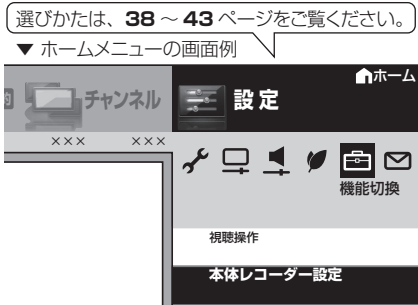 選びかたは、38 ～ 43 ページをご覧ください。
▼ ホームメニューの画面例
ホーム
チャンネル
設定
××× ×××
機能切換
視聴操作
本体レコーダー設定